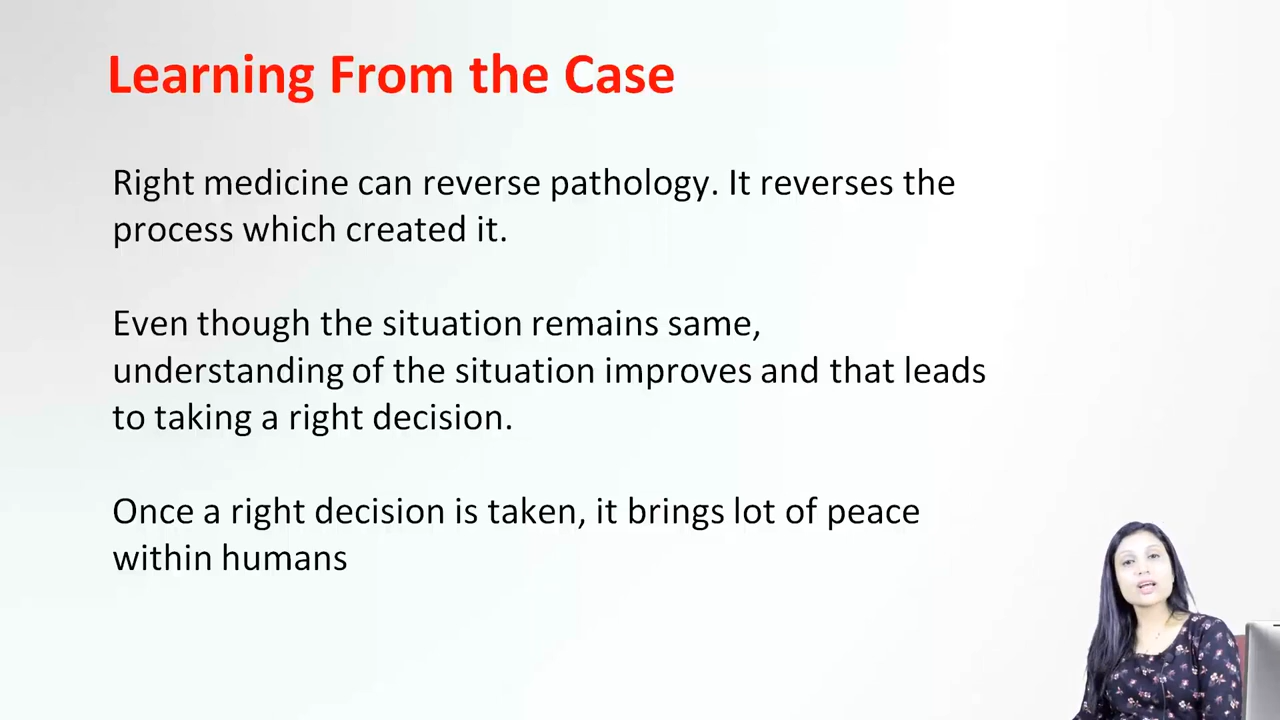 Learning From the Case
Right medicine can reverse pathology. It reverses the
process which created it.
Even though the situation remains same,
understanding of the situation improves and that leads
to taking a right decision.
Once a right decision is taken, it brings lot of peace
within humans